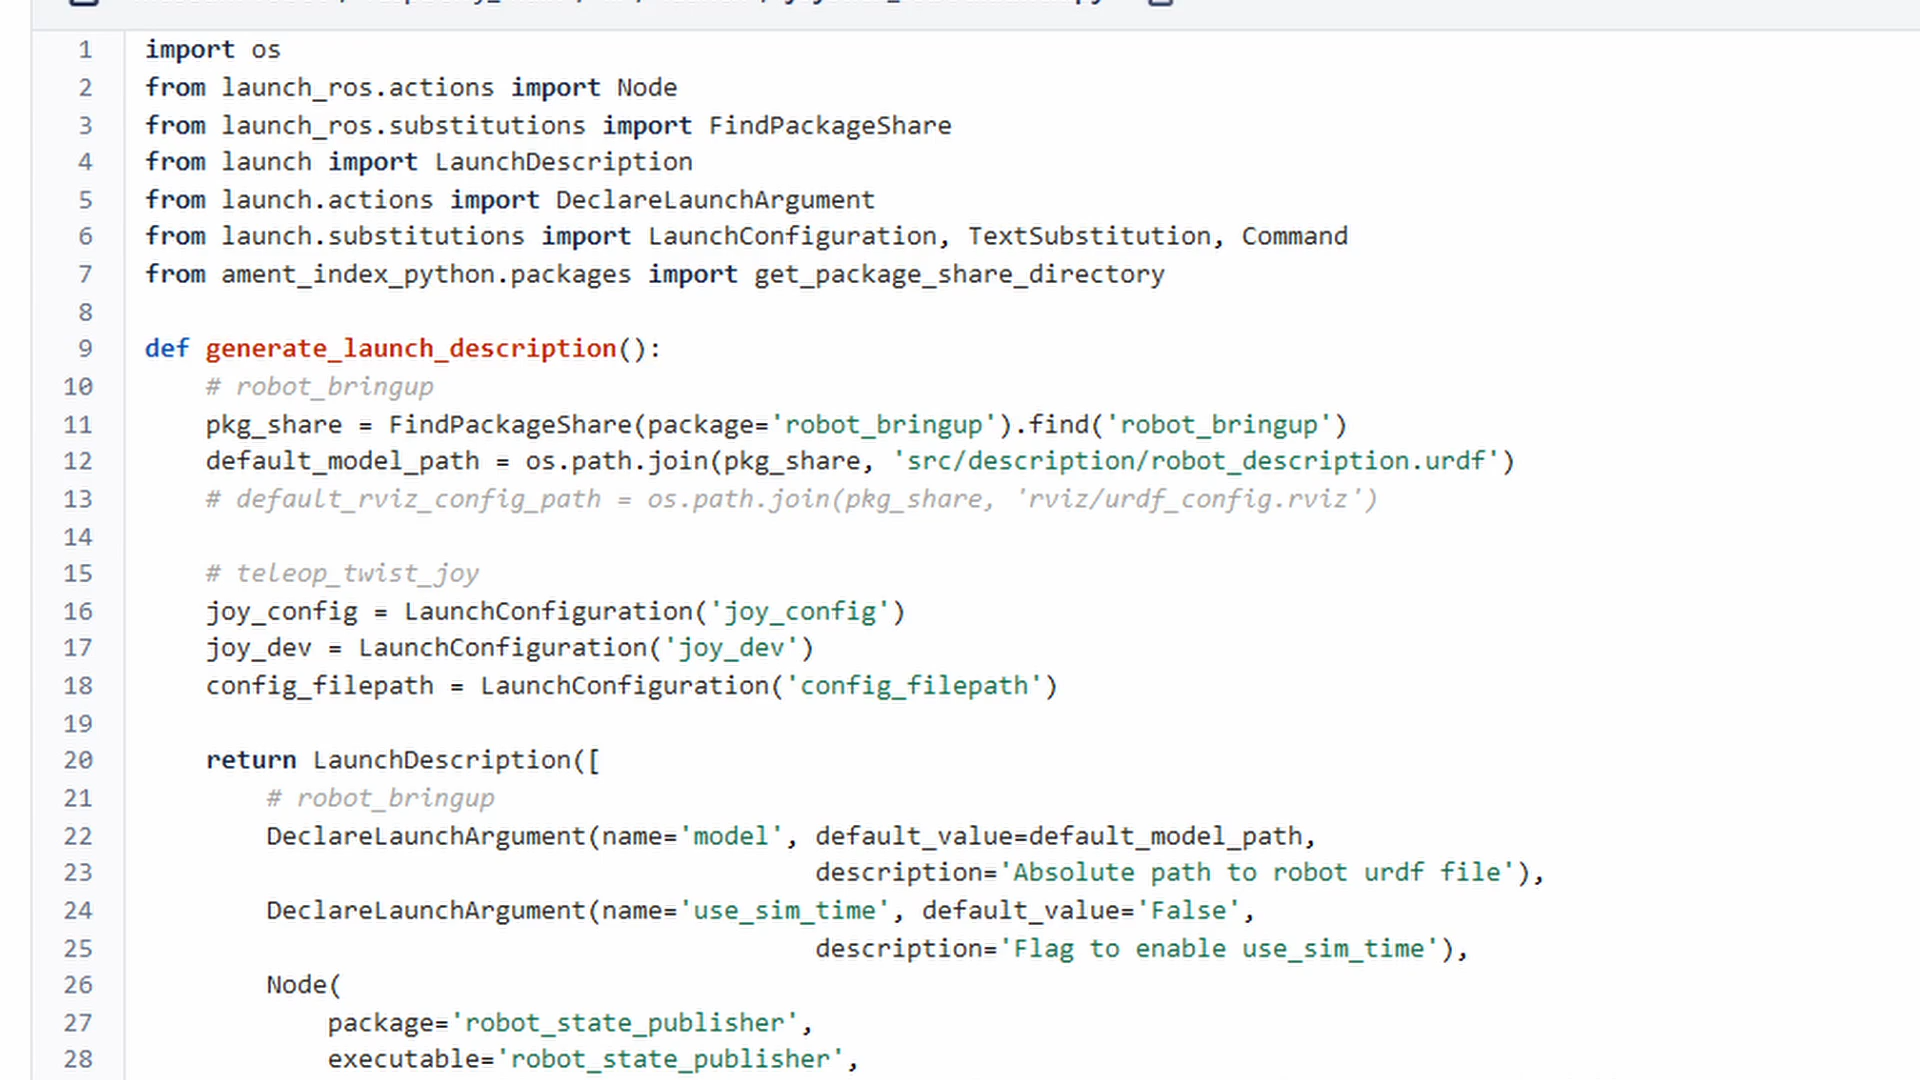 1 import os
2 from launch_ros.actions import Node
3 from launch_ros.substitutions import FindPackageShare
4 from launch import LaunchDescription
5 from launch.actions import DeclareLaunchArgument
6 from launch.substitutions import LaunchConfiguration, TextSubstitution, Command
7 from ament_index_python.packages import get_package_share_directory
8
9 def generate_launch_description():
10     # robot_bringup
11     pkg_share = FindPackageShare(package='robot_bringup').find('robot_bringup')
12     default_model_path = os.path.join(pkg_share, 'src/description/robot_description.urdf')
13     # default_rviz_config_path = os.path.join(pkg_share, 'rviz/urdf_config.rviz')
14
15     # teleop_twist_joy
16     joy_config = LaunchConfiguration('joy_config')
17     joy_dev = LaunchConfiguration('joy_dev')
18     config_filepath = LaunchConfiguration('config_filepath')
19
20     return LaunchDescription([
21         # robot_bringup
22         DeclareLaunchArgument(name='model', default_value=default_model_path,
23                                             description='Absolute path to robot urdf file'),
24         DeclareLaunchArgument(name='use_sim_time', default_value='False',
25                                             description='Flag to enable use_sim_time'),
26         Node(
27             package='robot_state_publisher',
28             executable='robot_state_publisher',